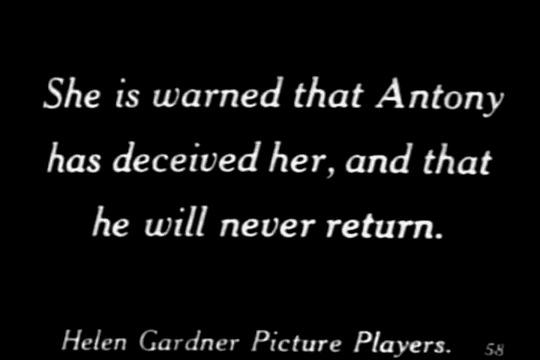 She is warned that Antony
has deceived her, and that
he will never return.
Helen Gardner Picture Players. 58